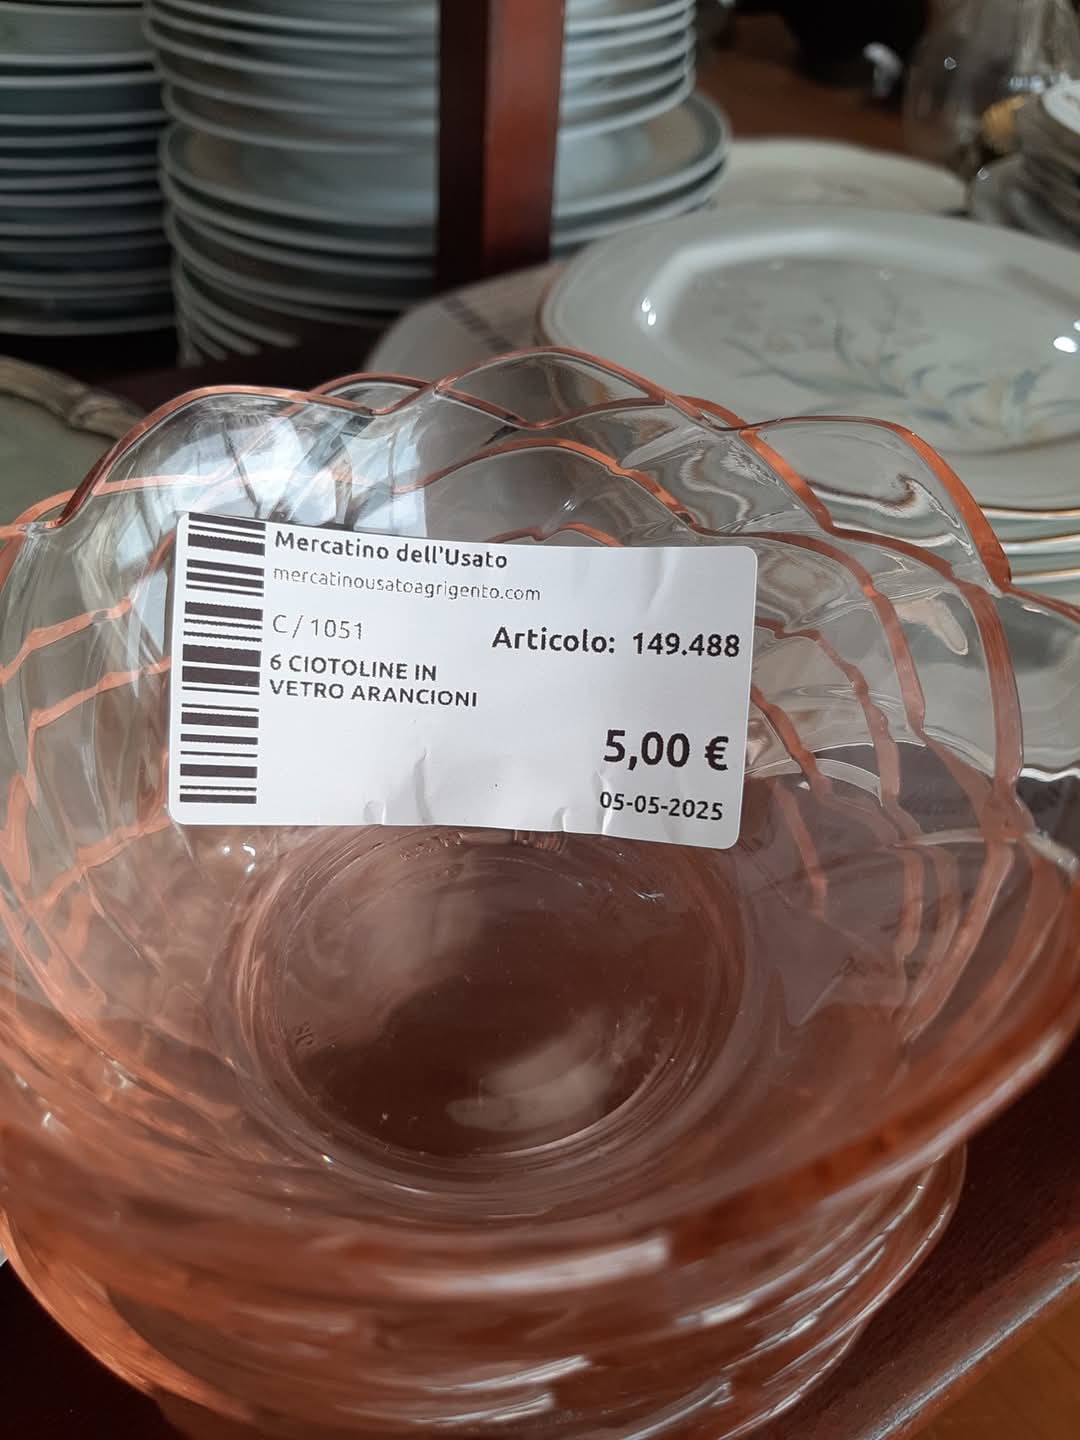 Mercatino dell'Usato
mercatinousatoagrigento.com
C/1051
Articolo: 149.488
6 CIOTOLINE IN
VETRO ARANCIONI
5,00 €
05-05-2025